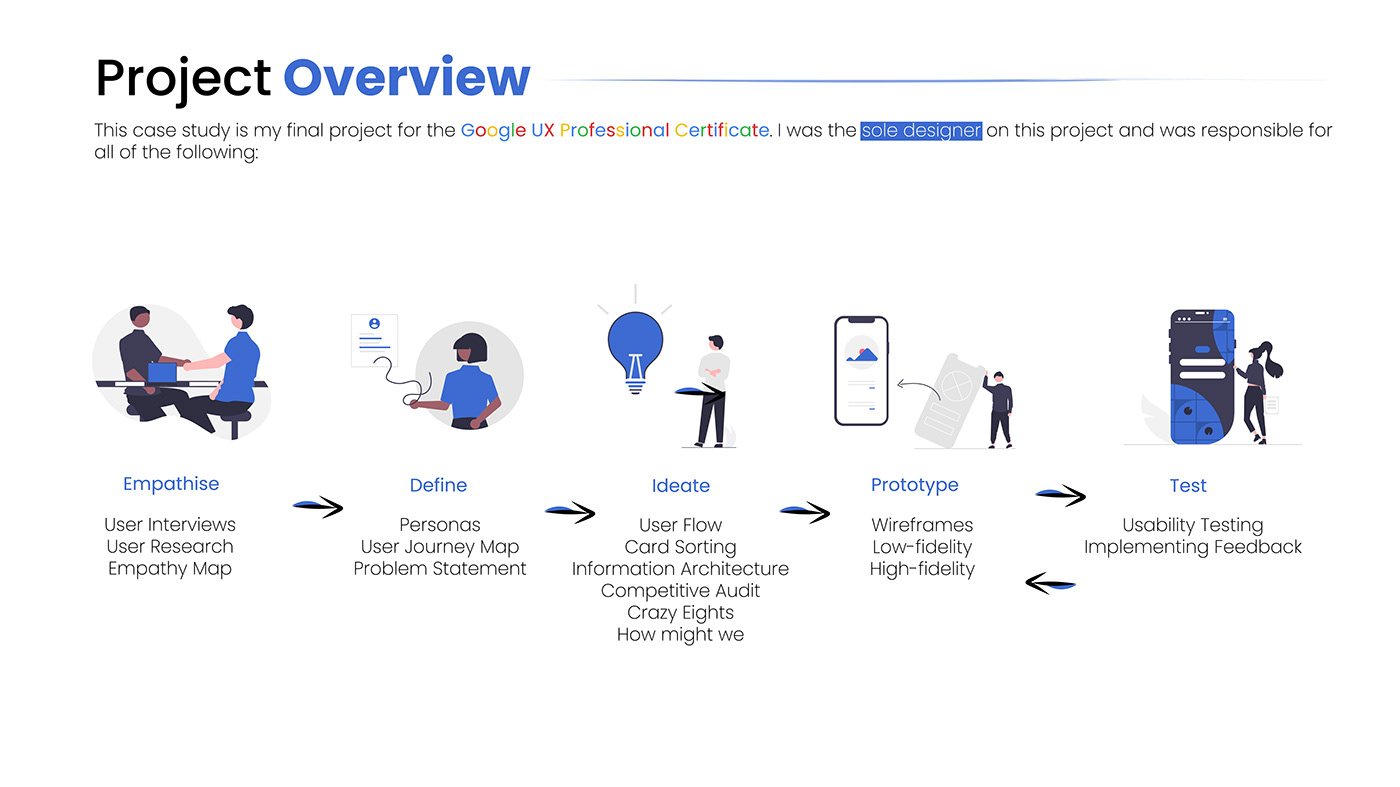 Project Overview
This case study is my final project for the Google UX Professional Certificate. I was the sole designer on this project and was responsible for
all of the following:
Empathise
User Interviews
User Research
Empathy Map
Define
Personas
User Journey Map
Problem Statement
Ideate
User Flow
Card Sorting
Information Architecture
Competitive Audit
Crazy Eights
How might we
Prototype
Wireframes
Low-fidelity
High-fidelity
Test
Usability Testing
Implementing Feedback